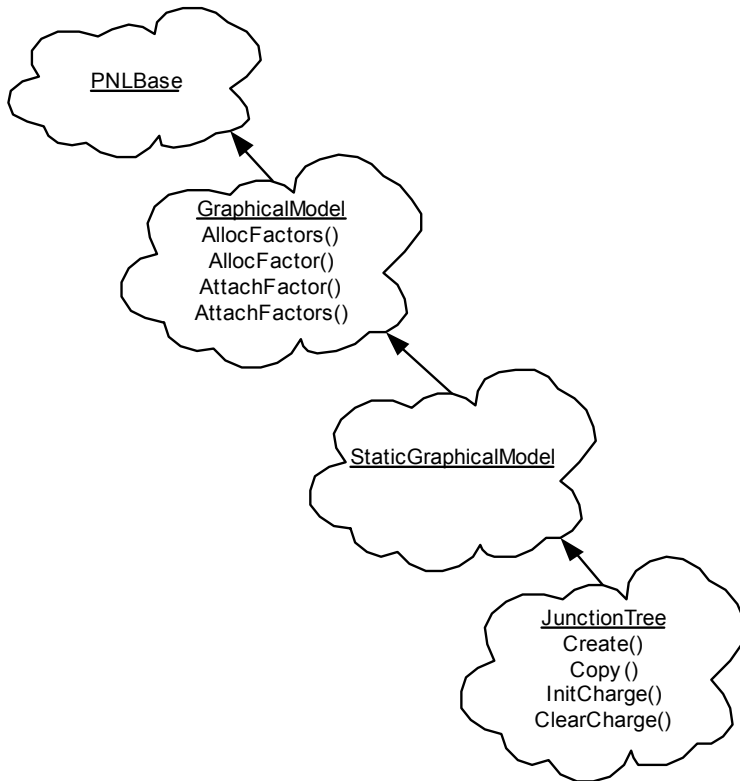 PNLBase
GraphicalModel
AllocFactors()
AllocFactor()
AttachFactor()
AttachFactors()
StaticGraphicalModel
JunctionTree
Create()
Copy()
InitCharge()
ClearCharge()